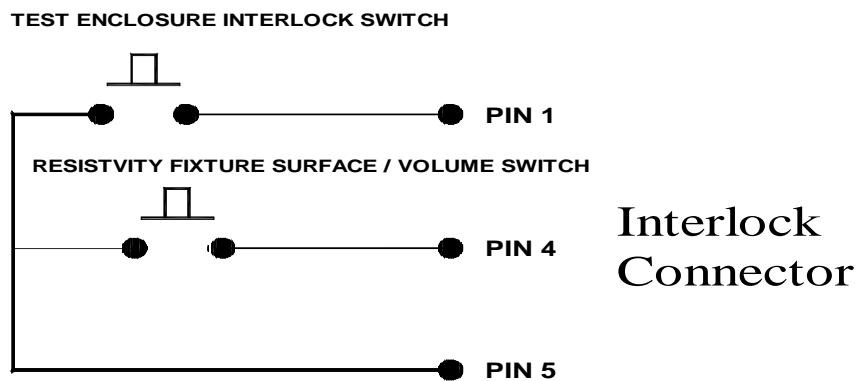 TEST ENCLOSURE INTERLOCK SWITCH
PIN 1
RESISTVITY FIXTURE SURFACE / VOLUME SWITCH
PIN 4
Interlock
Connector
PIN 5